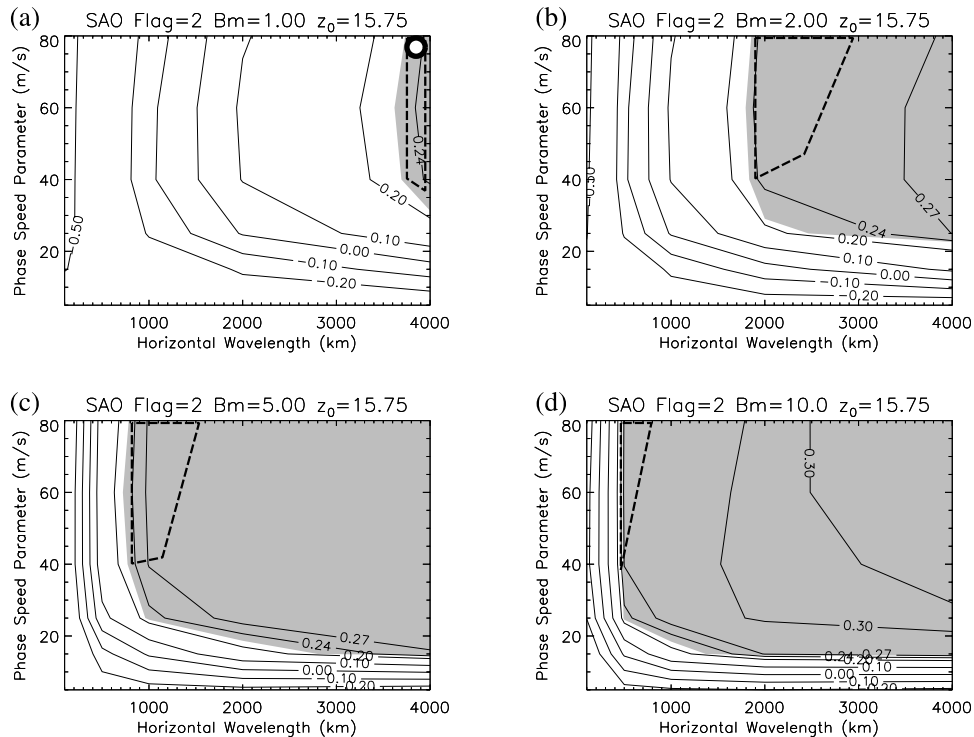 (a)
SAO Flag=2 Bm=1.00 z₀=15.75
Phase Speed Parameter (m/s)
80
60
40
20
0.24
0.20
0.10
0.00
−0.10
−0.20
−0.50
1000 2000 3000 4000
Horizontal Wavelength (km)
(b)
SAO Flag=2 Bm=2.00 z₀=15.75
Phase Speed Parameter (m/s)
80
60
40
20
0.27
0.24
0.20
0.10
0.00
−0.10
−0.20
1000 2000 3000 4000
Horizontal Wavelength (km)
(c)
SAO Flag=2 Bm=5.00 z₀=15.75
Phase Speed Parameter (m/s)
80
60
40
20
0.27
0.24
0.20
0.10
0.00
−0.10
1000 2000 3000 4000
Horizontal Wavelength (km)
(d)
SAO Flag=2 Bm=10.0 z₀=15.75
Phase Speed Parameter (m/s)
80
60
40
20
0.30
0.30
0.24
0.27
0.20
0.10
0.00
−0.10
1000 2000 3000 4000
Horizontal Wavelength (km)